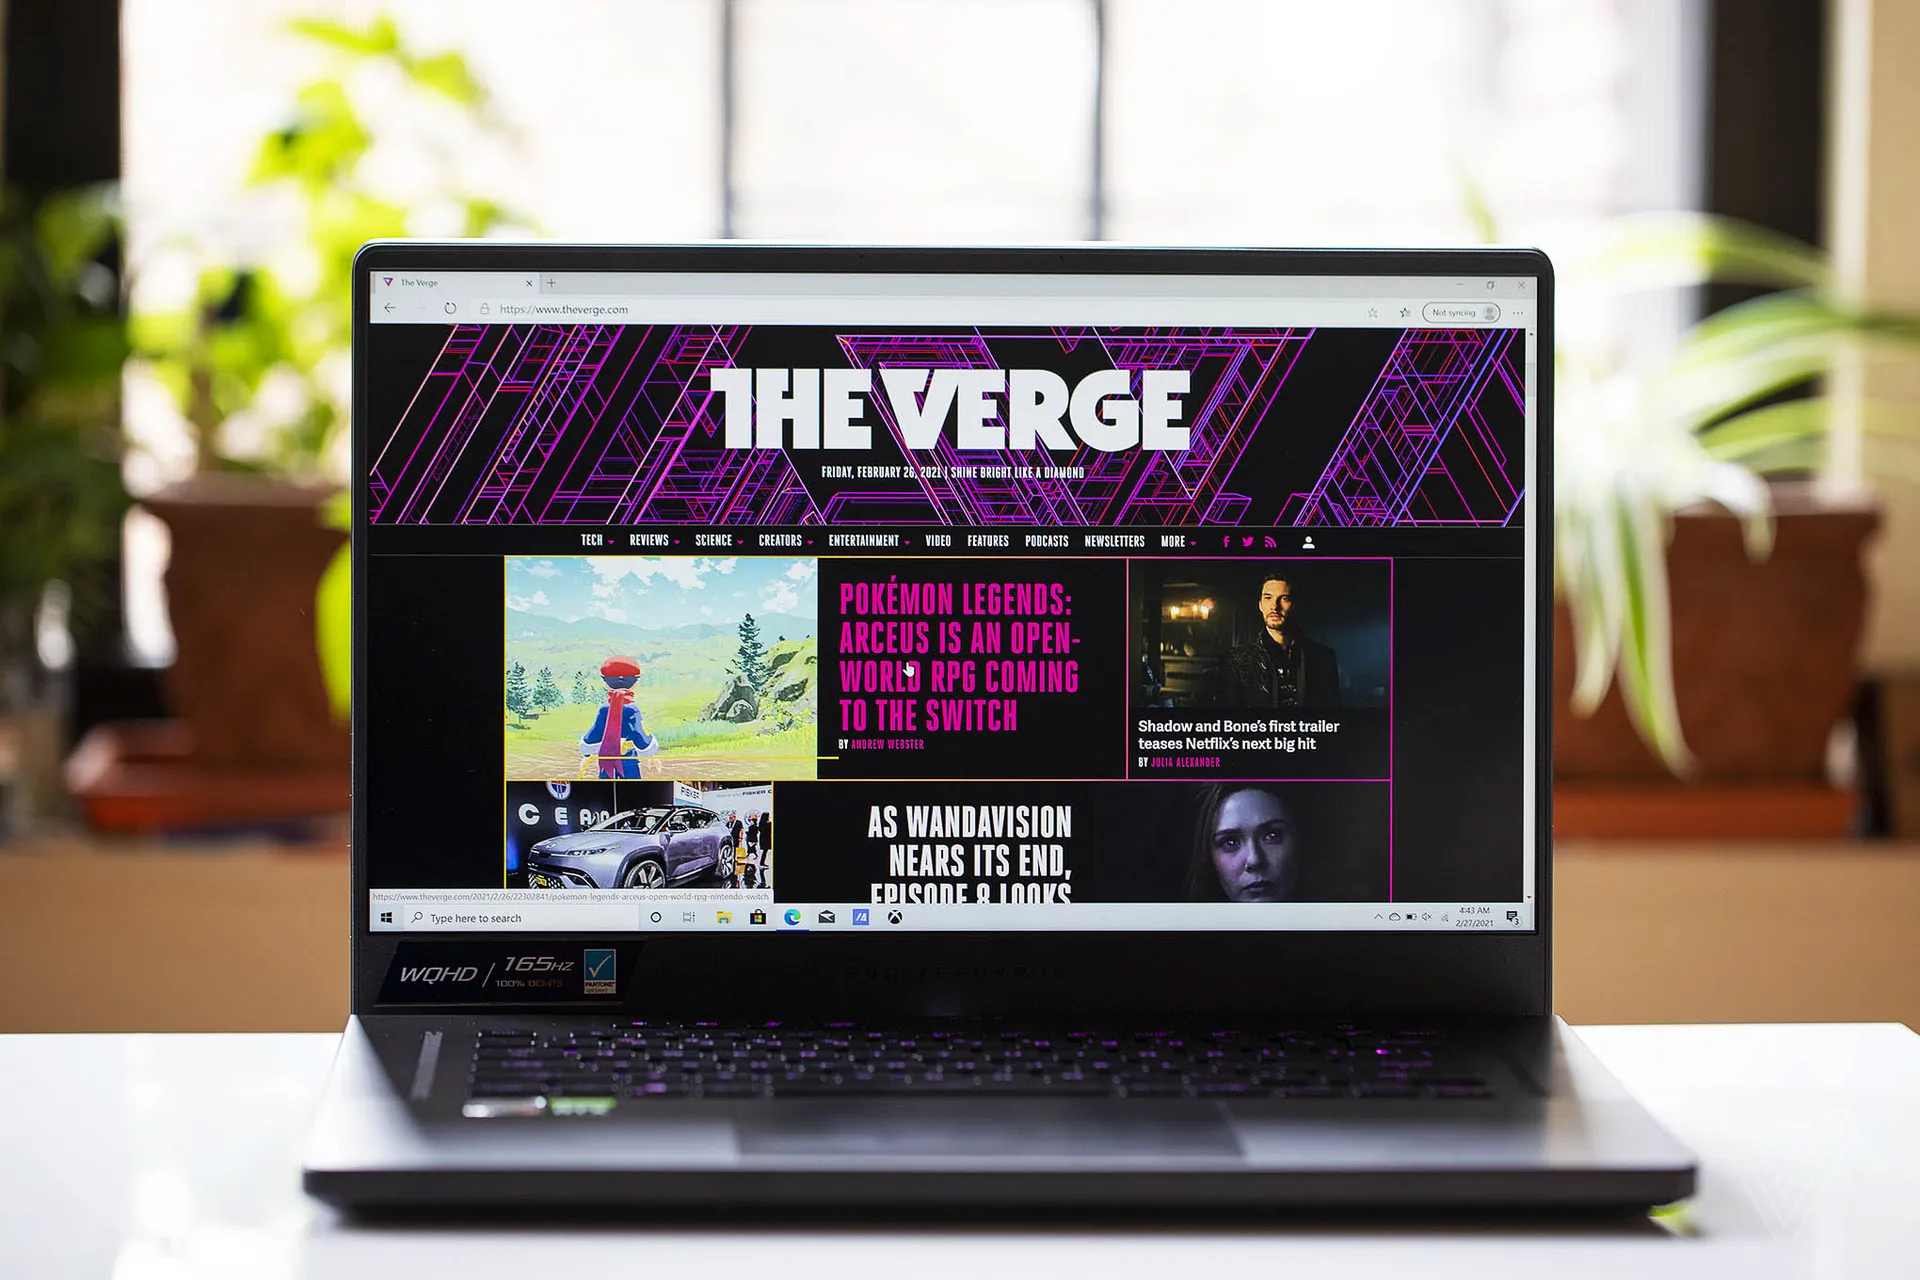 The Verge
https://www.theverge.com
Not syncing
THE VERGE
FRIDAY, FEBRUARY 26, 2021 | SHINE BRIGHT LIKE A DIAMOND
TECH REVIEWS SCIENCE CREATORS ENTERTAINMENT VIDEO FEATURES PODCASTS NEWSLETTERS MORE
POKÉMON LEGENDS:
ARCEUS IS AN OPEN-
WORLD RPG COMING
TO THE SWITCH
BY ANDREW WEBSTER
Shadow and Bone's first trailer
teases Netflix's next big hit
BY JULIA ALEXANDER
FISKER
AS WANDAVISION
NEARS ITS END,
EPISODE 8 LOOKS
https://www.theverge.com/2021/2/26/22302841/pokemon-legends-arceus-open-world-rpg-nintendo-switch
Type here to search
4:43 AM
2/27/2021
3
WQHD / 165HZ
100% DCI-P3
PANTONE